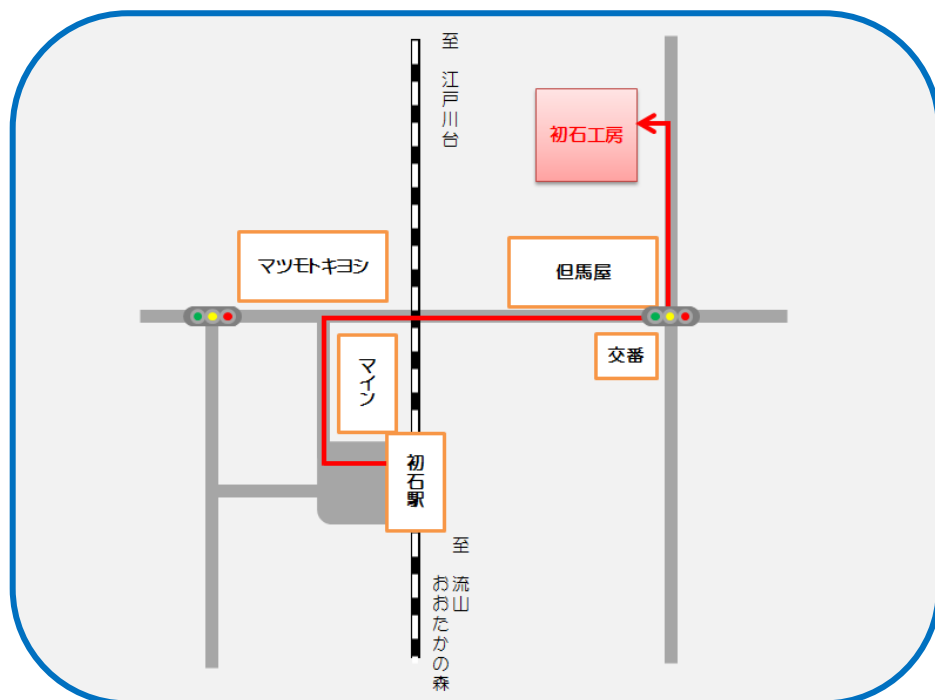 至　江戸川台
初石工房
マツモトキヨシ
但馬屋
交番
マイン
初石駅
至　流山
おおたかの森